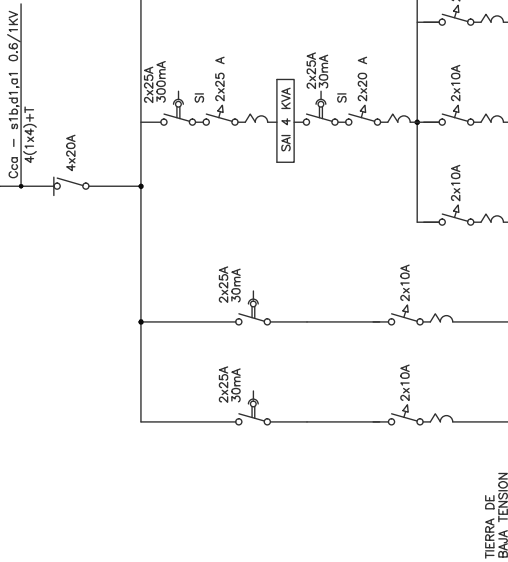 Cca - s1b,d1,a1 0.6/1KV
4(1x4)+T
4x20A
2x25A
300mA
SI
2x25 A
SAI 4 KVA
2x25A
30mA
SI
2x20 A
2x10A
2x10A
2x25A
30mA
2x10A
2x25A
30mA
2x10A
TIERRA DE
BAJA TENSION